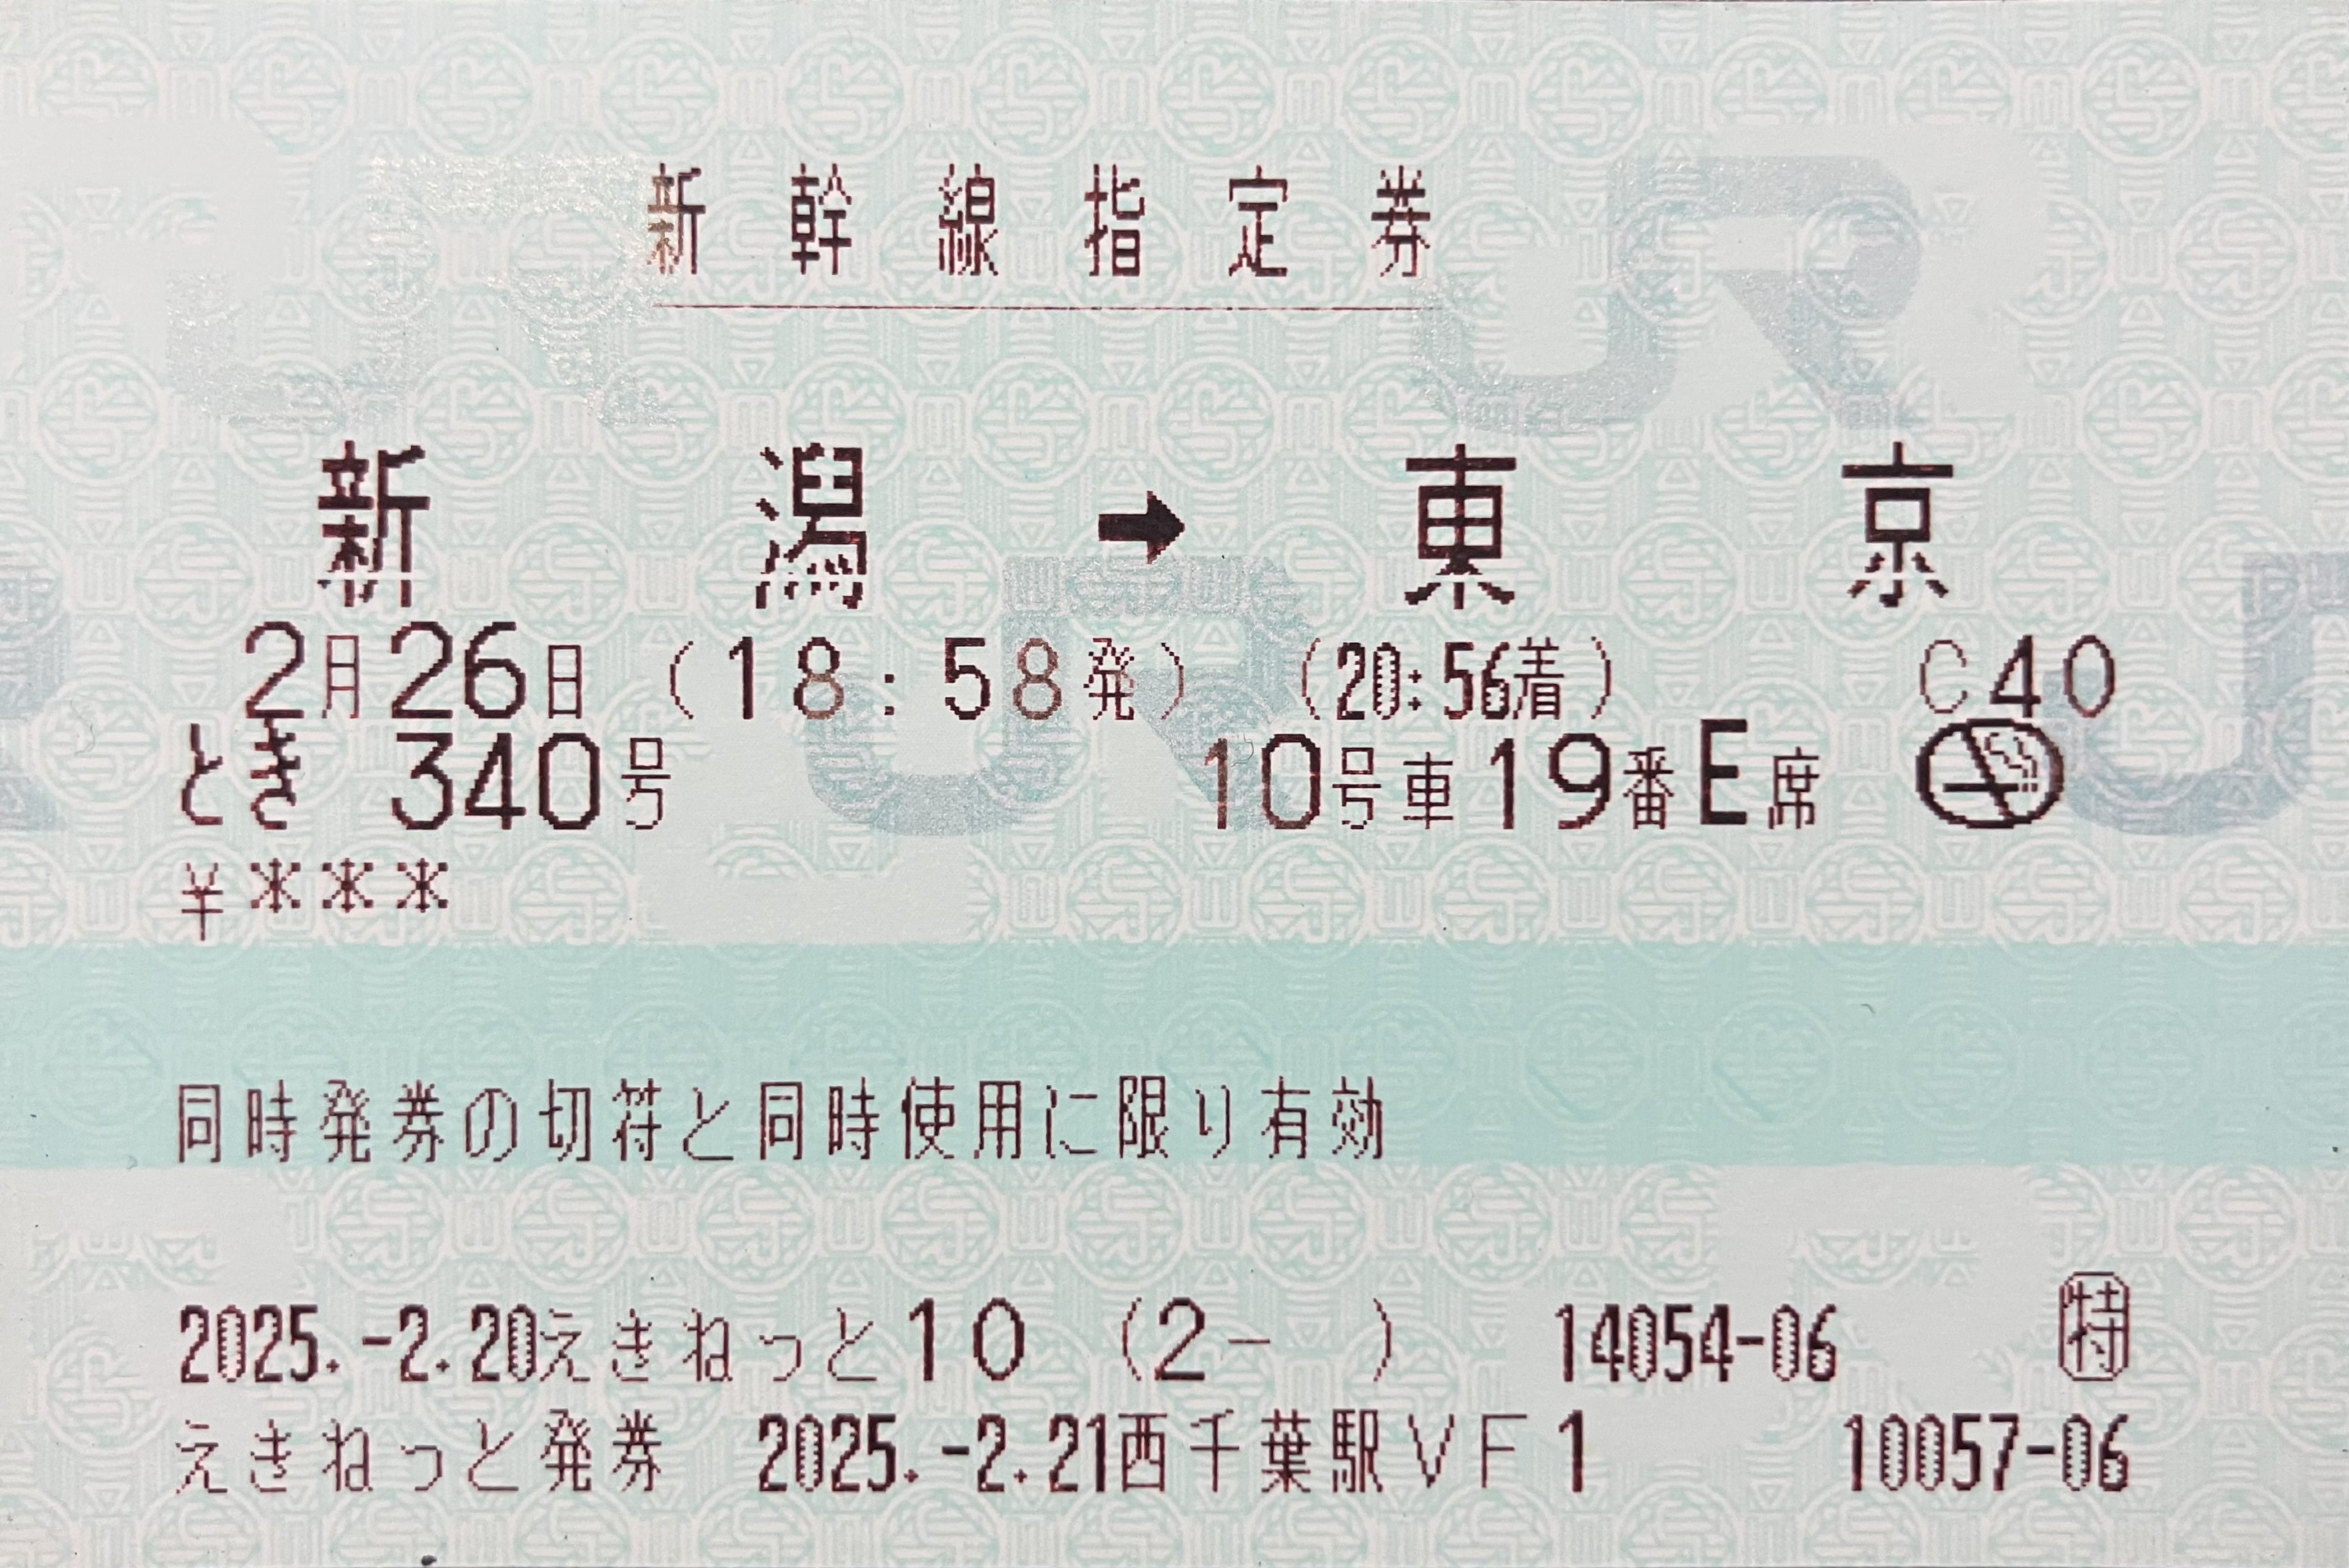 新幹線指定券
新潟➡東京
2月26日（18：58発）（20:56着）C40
とき 340号 10号車19番E席
¥***
同時発券の切符と同時使用に限り有効
2025.-2.20えきねっと10（2－ ） 14054-06 特
えきねっと発券 2025.-2.21西千葉駅VF1 10057-06